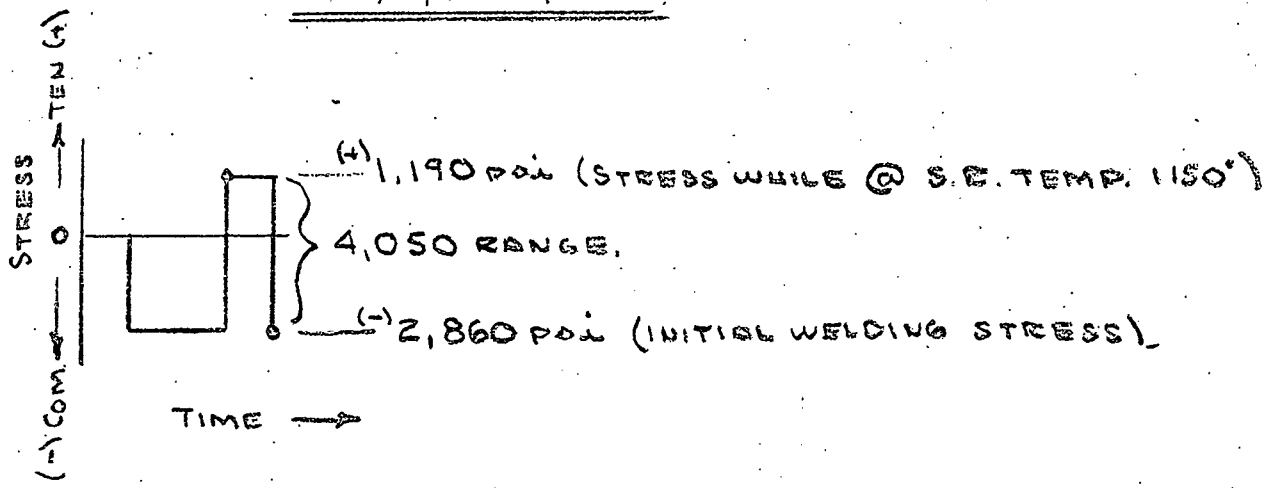 (+) 1,190 psi (STRESS WHILE @ S.E. TEMP. 1150°)
4,050 RANGE.
(-) 2,860 psi (INITIAL WELDING STRESS)
STRESS
(-) COM. 0 TEN (+)
TIME